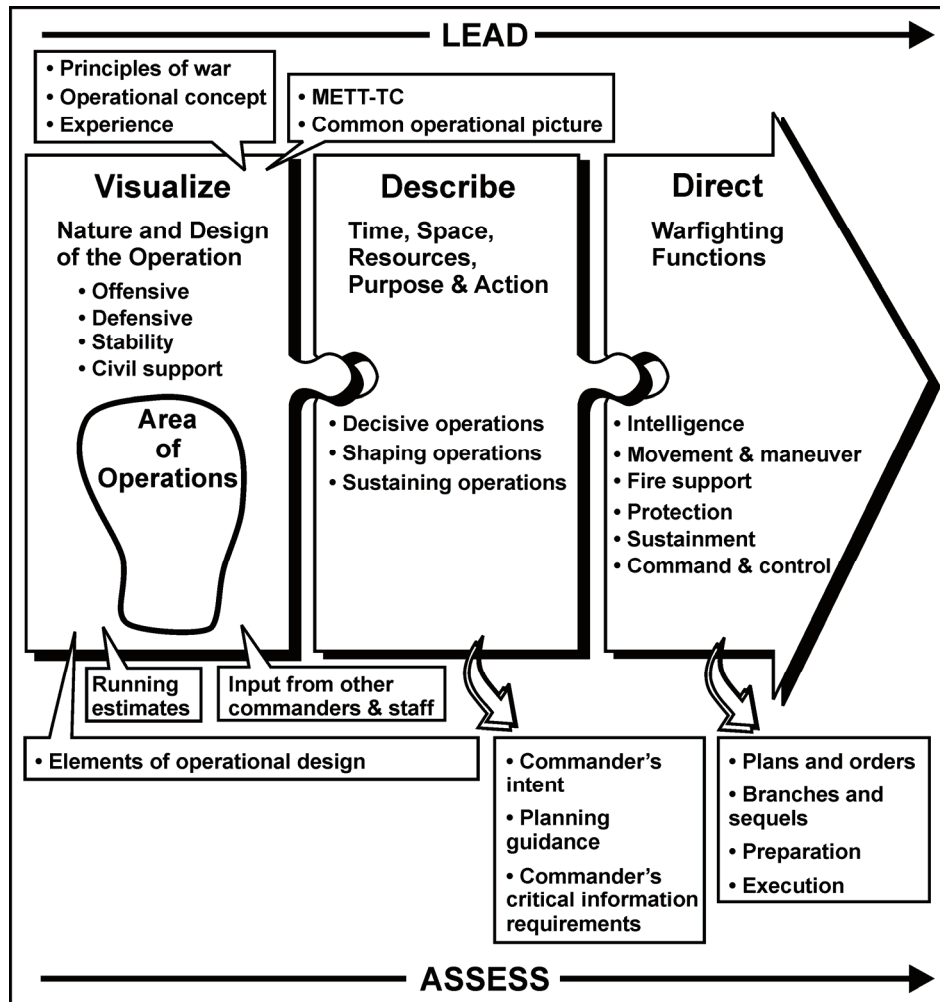 LEAD
• Principles of war
• Operational concept
• Experience
• METT-TC
• Common operational picture
Visualize
Nature and Design
of the Operation
• Offensive
• Defensive
• Stability
• Civil support
Area
of
Operations
Running
estimates
Input from other
commanders & staff
• Elements of operational design
Describe
Time, Space,
Resources,
Purpose & Action
• Decisive operations
• Shaping operations
• Sustaining operations
• Commander's
intent
• Planning
guidance
• Commander's
critical information
requirements
Direct
Warfighting
Functions
• Intelligence
• Movement & maneuver
• Fire support
• Protection
• Sustainment
• Command & control
• Plans and orders
• Branches and
sequels
• Preparation
• Execution
ASSESS